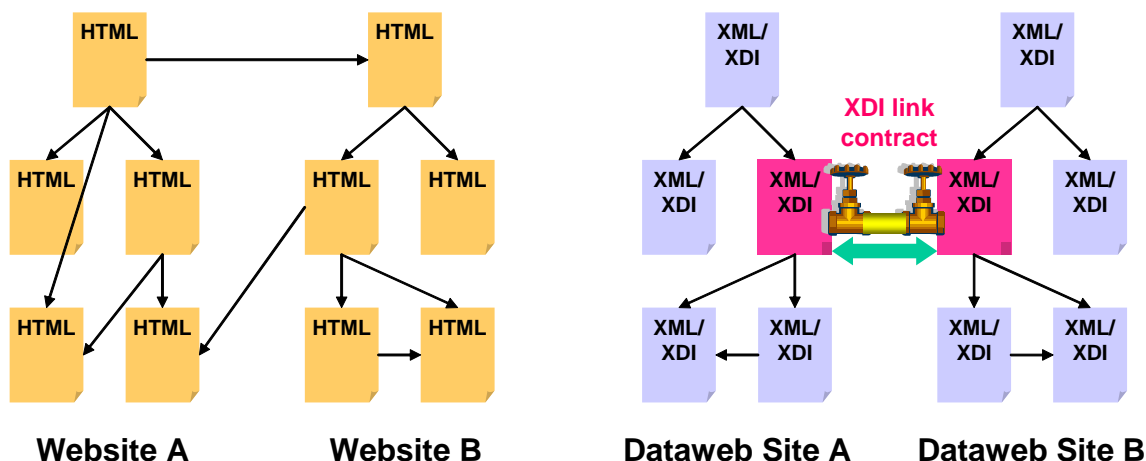 HTML
HTML
XML/
XDI
XML/
XDI
XDI link
contract
HTML
HTML
HTML
HTML
XML/
XDI
XML/
XDI
XML/
XDI
XML/
XDI
HTML
HTML
HTML
HTML
XML/
XDI
XML/
XDI
XML/
XDI
XML/
XDI
Website A
Website B
Dataweb Site A
Dataweb Site B